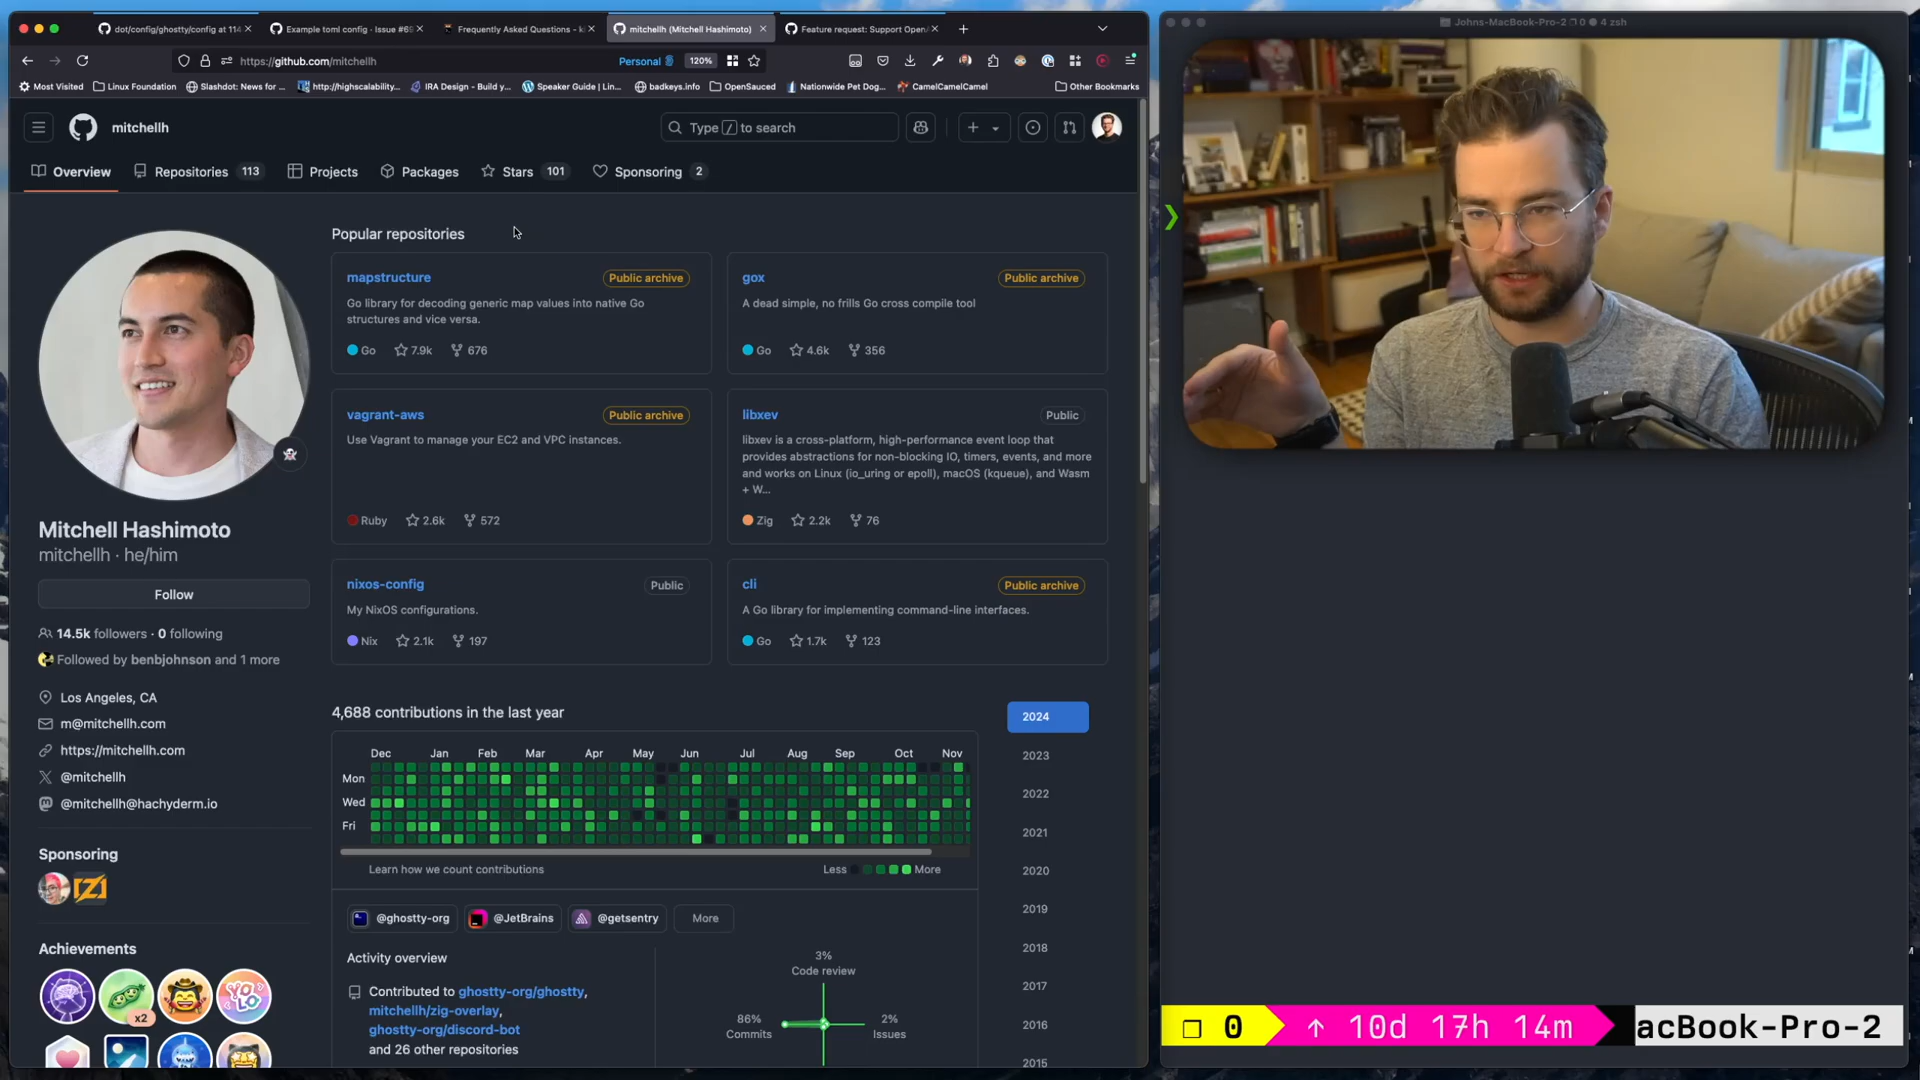 dot/config/ghostty/config at 114
Example toml config · Issue #65
Frequently Asked Questions - ki
mitchellh (Mitchell Hashimoto)
Feature request: Support Open
https://github.com/mitchellh
Personal
120%
Most Visited
Linux Foundation
Slashdot: News for ...
http://highscalability...
IRA Design - Build y...
Speaker Guide | Lin...
badkeys.info
OpenSauced
Nationwide Pet Dog...
CamelCamelCamel
Other Bookmarks
mitchellh
Type / to search
Overview
Repositories 113
Projects
Packages
Stars 101
Sponsoring 2
Popular repositories
mapstructure
Public archive
Go library for decoding generic map values into native Go
structures and vice versa.
Go 7.9k 676
gox
Public archive
A dead simple, no frills Go cross compile tool
Go 4.6k 356
vagrant-aws
Public archive
Use Vagrant to manage your EC2 and VPC instances.
Ruby 2.6k 572
libxev
Public
libxev is a cross-platform, high-performance event loop that
provides abstractions for non-blocking IO, timers, events, and more
and works on Linux (io_uring or epoll), macOS (kqueue), and Wasm
+ W...
Zig 2.2k 76
nixos-config
Public
My NixOS configurations.
Nix 2.1k 197
cli
Public archive
A Go library for implementing command-line interfaces.
Go 1.7k 123
Mitchell Hashimoto
mitchellh · he/him
Follow
14.5k followers · 0 following
Followed by benbjohnson and 1 more
Los Angeles, CA
m@mitchellh.com
https://mitchellh.com
@mitchellh
@mitchellh@hachyderm.io
Sponsoring
Achievements
x2
YOLO
4,688 contributions in the last year
Dec Jan Feb Mar Apr May Jun Jul Aug Sep Oct Nov
Mon
Wed
Fri
Learn how we count contributions
Less More
@ghostty-org
@JetBrains
@getsentry
More
Activity overview
Contributed to ghostty-org/ghostty,
mitchellh/zig-overlay,
ghostty-org/discord-bot
and 26 other repositories
3%
Code review
86%
Commits
2%
Issues
2024
2023
2022
2021
2020
2019
2018
2017
2016
2015
Johns-MacBook-Pro-2 ❐ 0 ● 4 zsh
❯
❐ 0
↑ 10d 17h 14m
acBook-Pro-2